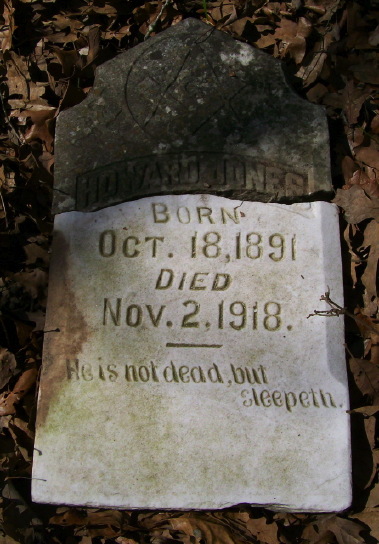 HOWARD JONES
BORN
OCT. 18, 1891
DIED
NOV. 2, 1918.
He is not dead, but
sleepeth.